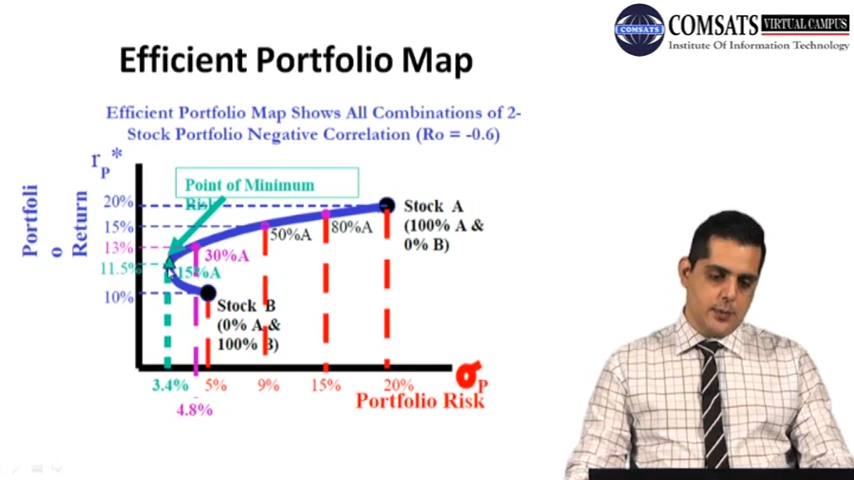 COMSATS
COMSATS VIRTUAL CAMPUS
Institute Of Information Technology
Efficient Portfolio Map
Efficient Portfolio Map Shows All Combinations of 2-
Stock Portfolio Negative Correlation (Ro = -0.6)
rP*
Portfoli
o
Return
Point of Minimum
Risk
20%
15%
13%
11.5%
10%
Stock A
(100% A &
0% B)
80%A
50%A
30%A
15%A
Stock B
(0% A &
100% B)
3.4%
4.8%
5%
9%
15%
20%
σP
Portfolio Risk